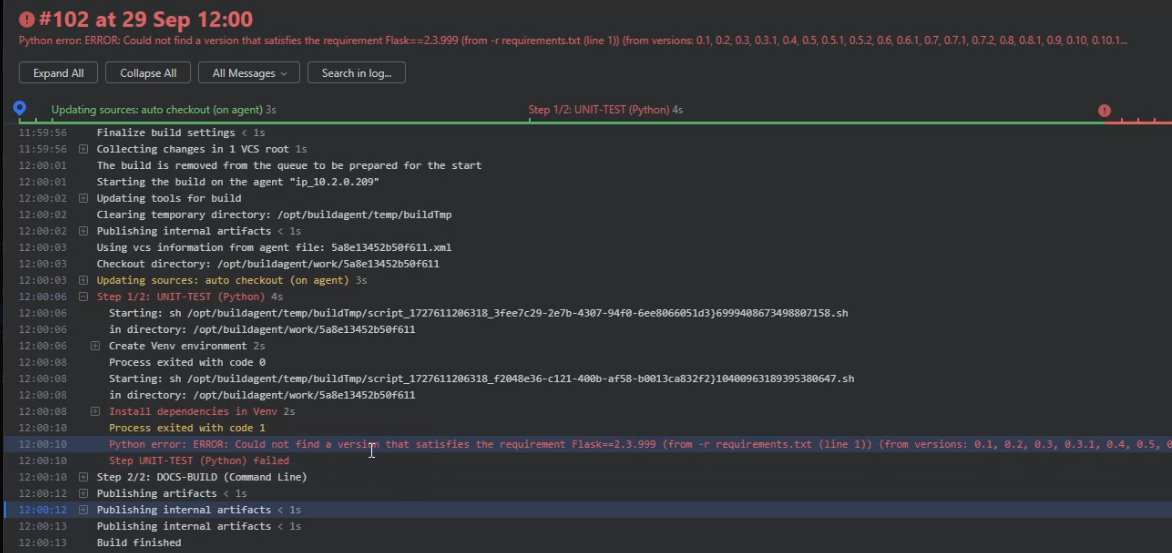 #102 at 29 Sep 12:00
Python error: ERROR: Could not find a version that satisfies the requirement Flask==2.3.999 (from -r requirements.txt (line 1)) (from versions: 0.1, 0.2, 0.3, 0.3.1, 0.4, 0.5, 0.5.1, 0.5.2, 0.6, 0.6.1, 0.7, 0.7.1, 0.7.2, 0.8, 0.8.1, 0.9, 0.10, 0.10.1...
Expand All Collapse All All Messages Search in log...
Updating sources: auto checkout (on agent) 3s Step 1/2: UNIT-TEST (Python) 4s
11:59:56 Finalize build settings < 1s
11:59:56 Collecting changes in 1 VCS root 1s
12:00:01 The build is removed from the queue to be prepared for the start
12:00:01 Starting the build on the agent "ip_10.2.0.209"
12:00:02 Updating tools for build
12:00:02 Clearing temporary directory: /opt/buildagent/temp/buildTmp
12:00:02 Publishing internal artifacts < 1s
12:00:03 Using vcs information from agent file: 5a8e13452b50f611.xml
12:00:03 Checkout directory: /opt/buildagent/work/5a8e13452b50f611
12:00:03 Updating sources: auto checkout (on agent) 3s
12:00:06 Step 1/2: UNIT-TEST (Python) 4s
12:00:06 Starting: sh /opt/buildagent/temp/buildTmp/script_1727611206318_3fee7c29-2e7b-4307-94f0-6ee8066051d3}6999408673498807158.sh
12:00:06 in directory: /opt/buildagent/work/5a8e13452b50f611
12:00:06 Create Venv environment 2s
12:00:08 Process exited with code 0
12:00:08 Starting: sh /opt/buildagent/temp/buildTmp/script_1727611206318_f2048e36-c121-400b-af58-b0013ca832f2}10400963189395380647.sh
12:00:08 in directory: /opt/buildagent/work/5a8e13452b50f611
12:00:08 Install dependencies in Venv 2s
12:00:10 Process exited with code 1
12:00:10 Python error: ERROR: Could not find a version that satisfies the requirement Flask==2.3.999 (from -r requirements.txt (line 1)) (from versions: 0.1, 0.2, 0.3, 0.3.1, 0.4, 0.5, 0
12:00:10 Step UNIT-TEST (Python) failed
12:00:10 Step 2/2: DOCS-BUILD (Command Line)
12:00:12 Publishing artifacts < 1s
12:00:12 Publishing internal artifacts < 1s
12:00:13 Publishing internal artifacts < 1s
12:00:13 Build finished